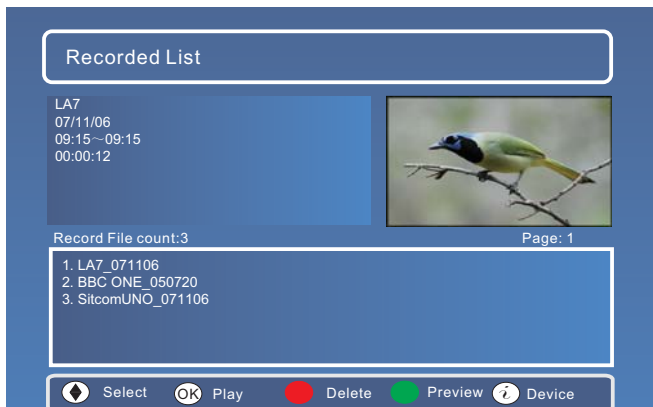 Recorded List
LA7
07/11/06
09:15～09:15
00:00:12
Record File count:3 Page: 1
1. LA7_071106
2. BBC ONE_050720
3. SitcomUNO_071106
Select OK Play Delete Preview i Device